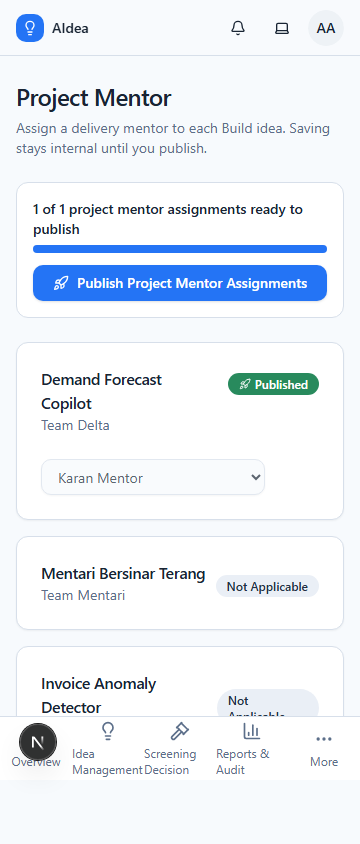 AIdea
AA
Project Mentor
Assign a delivery mentor to each Build idea. Saving
stays internal until you publish.
1 of 1 project mentor assignments ready to
publish
Publish Project Mentor Assignments
Demand Forecast
Copilot
Published
Team Delta
Karan Mentor
Mentari Bersinar Terang
Team Mentari
Not Applicable
Invoice Anomaly
Detector
Not
Applicable
N
Overview
Idea
Management
Screening
Decision
Reports &
Audit
More